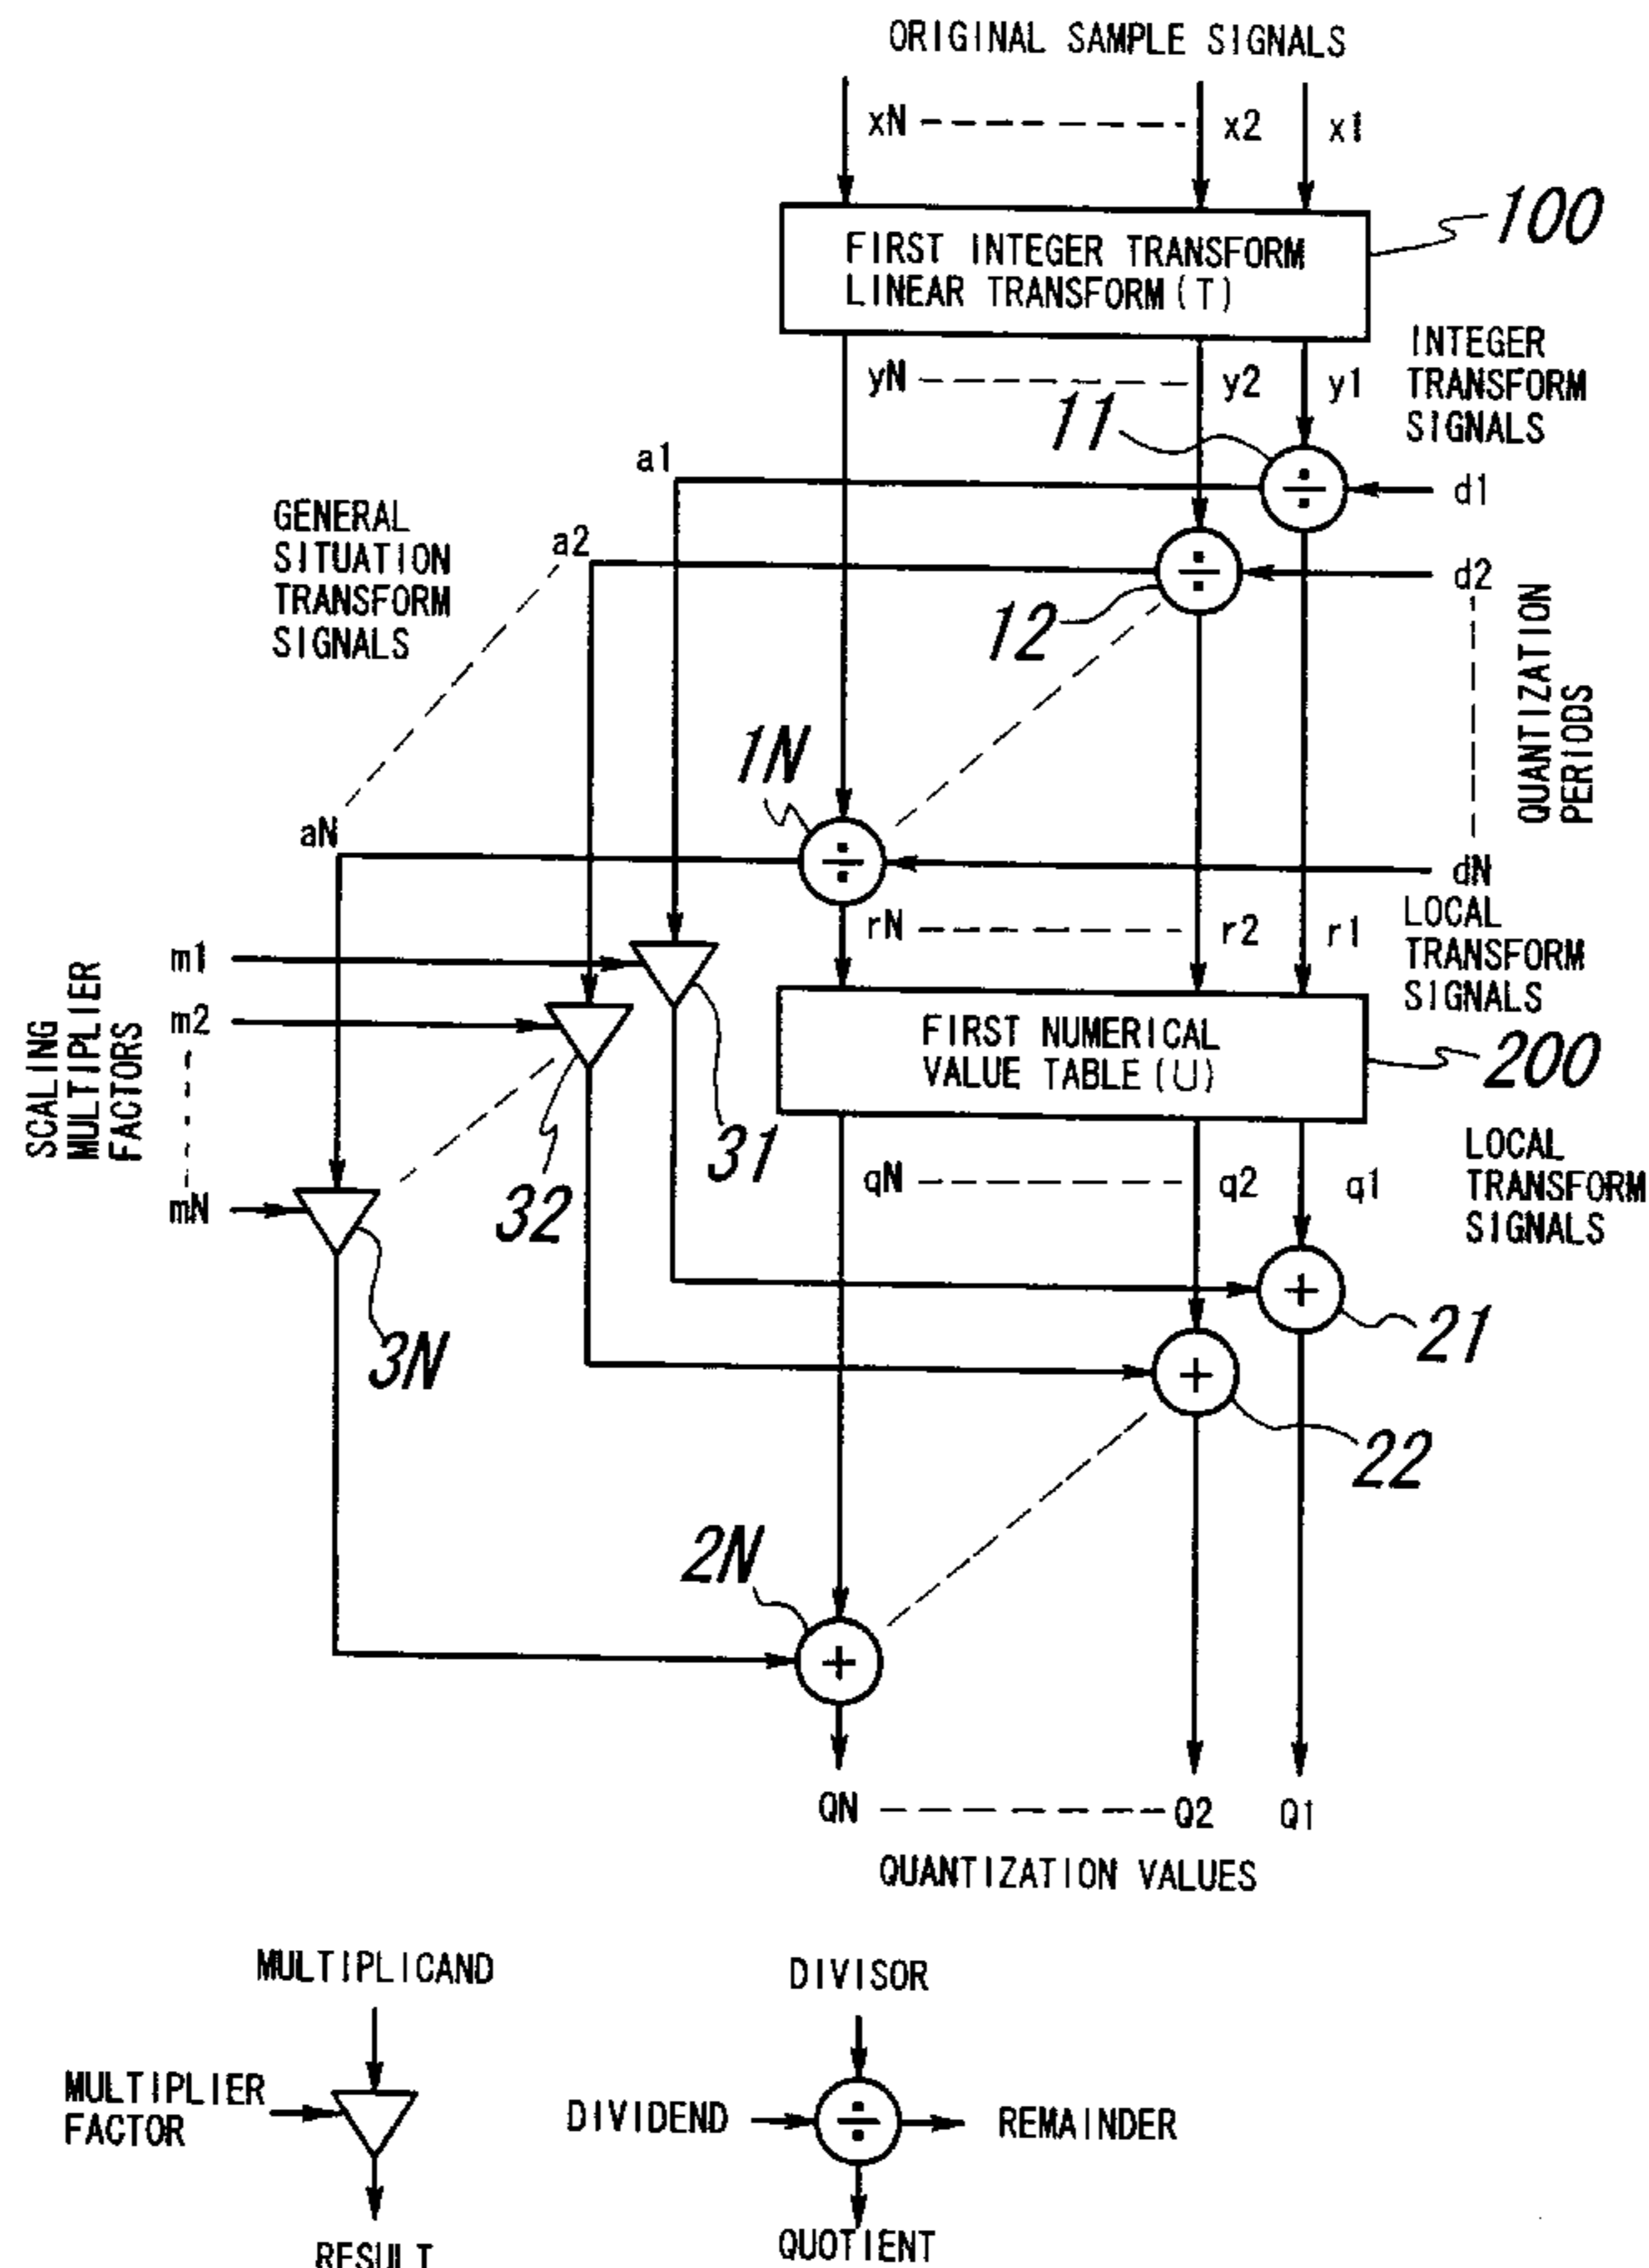 ORIGINAL SAMPLE SIGNALS
xN x2 x1
100
FIRST INTEGER TRANSFORM
LINEAR TRANSFORM(T)
INTEGER
TRANSFORM
SIGNALS
yN y2 y1
11
a1
d1
GENERAL
SITUATION
TRANSFORM
SIGNALS
a2
d2
12
QUANTIZATION
PERIODS
1N
aN
dN
LOCAL
TRANSFORM
SIGNALS
rN r2 r1
SCALING
MULTIPLIER
FACTORS
m1
m2
mN
FIRST NUMERICAL
VALUE TABLE(U)
200
31
32
3N
LOCAL
TRANSFORM
SIGNALS
qN q2 q1
21
22
2N
QN Q2 Q1
QUANTIZATION VALUES
MULTIPLICAND
MULTIPLIER
FACTOR
RESULT
DIVISOR
DIVIDEND
REMAINDER
QUOTIENT